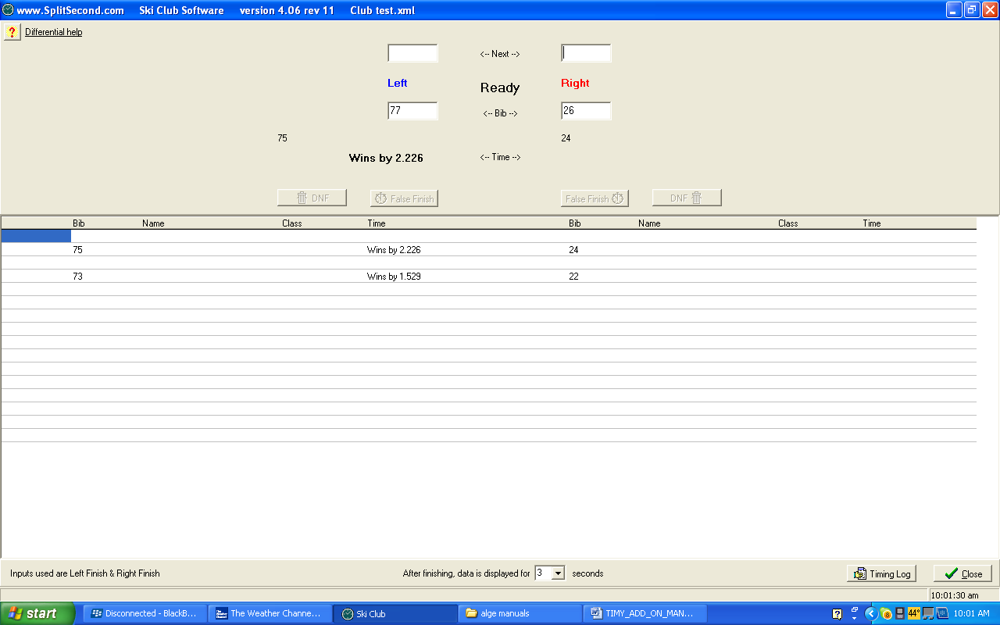 www.SplitSecond.com Ski Club Software version 4.06 rev 11 Club test.xml
? Differential help
<-- Next -->
Left Ready Right
77 <-- Bib --> 26
75 24
Wins by 2.226 <-- Time -->
DNF False Finish False Finish DNF
Bib Name Class Time Bib Name Class Time
75 Wins by 2.226 24
73 Wins by 1.529 22
Inputs used are Left Finish & Right Finish After finishing, data is displayed for 3 seconds Timing Log Close
10:01:30 am
start Disconnected - BlackB... The Weather Channe... Ski Club alge manuals TIMY_ADD_ON_MAN... ? 8 44° 10:01 AM